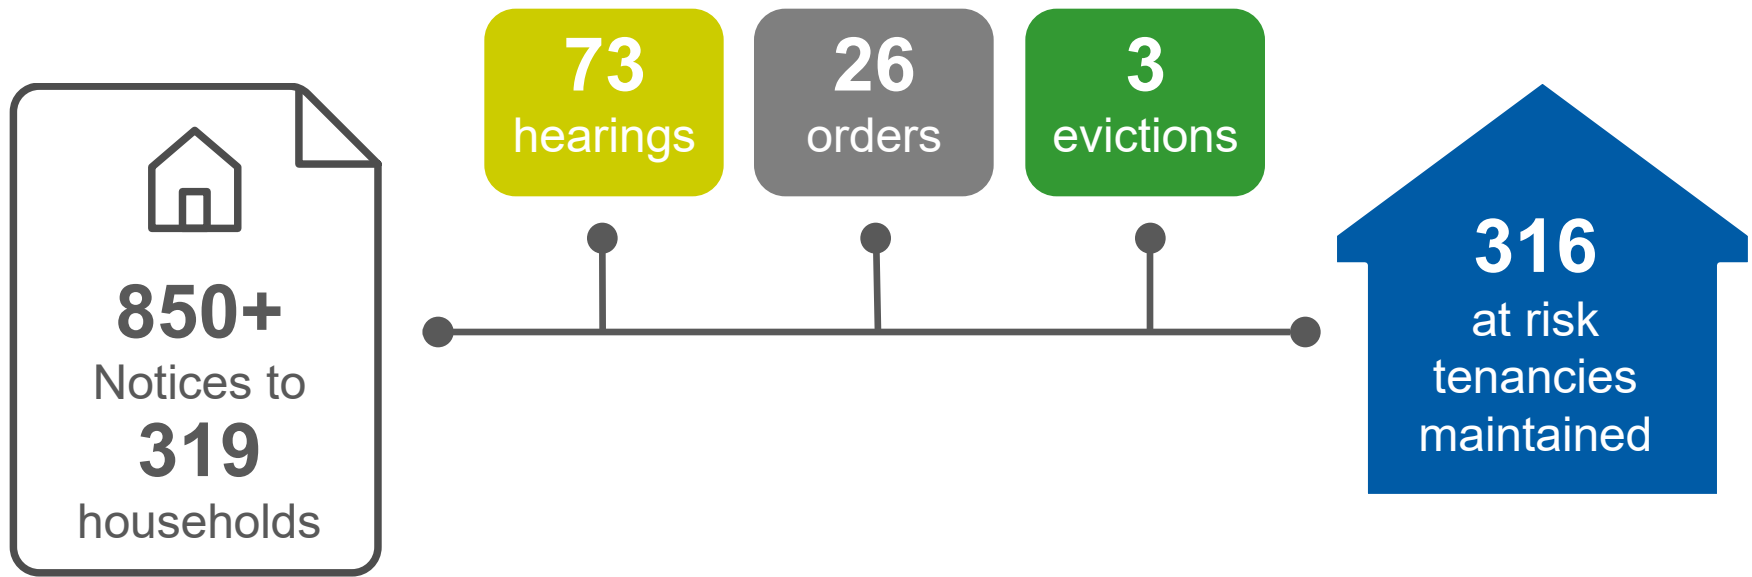 850+
Notices to
319
households
73
hearings
26
orders
3
evictions
316
at risk
tenancies
maintained